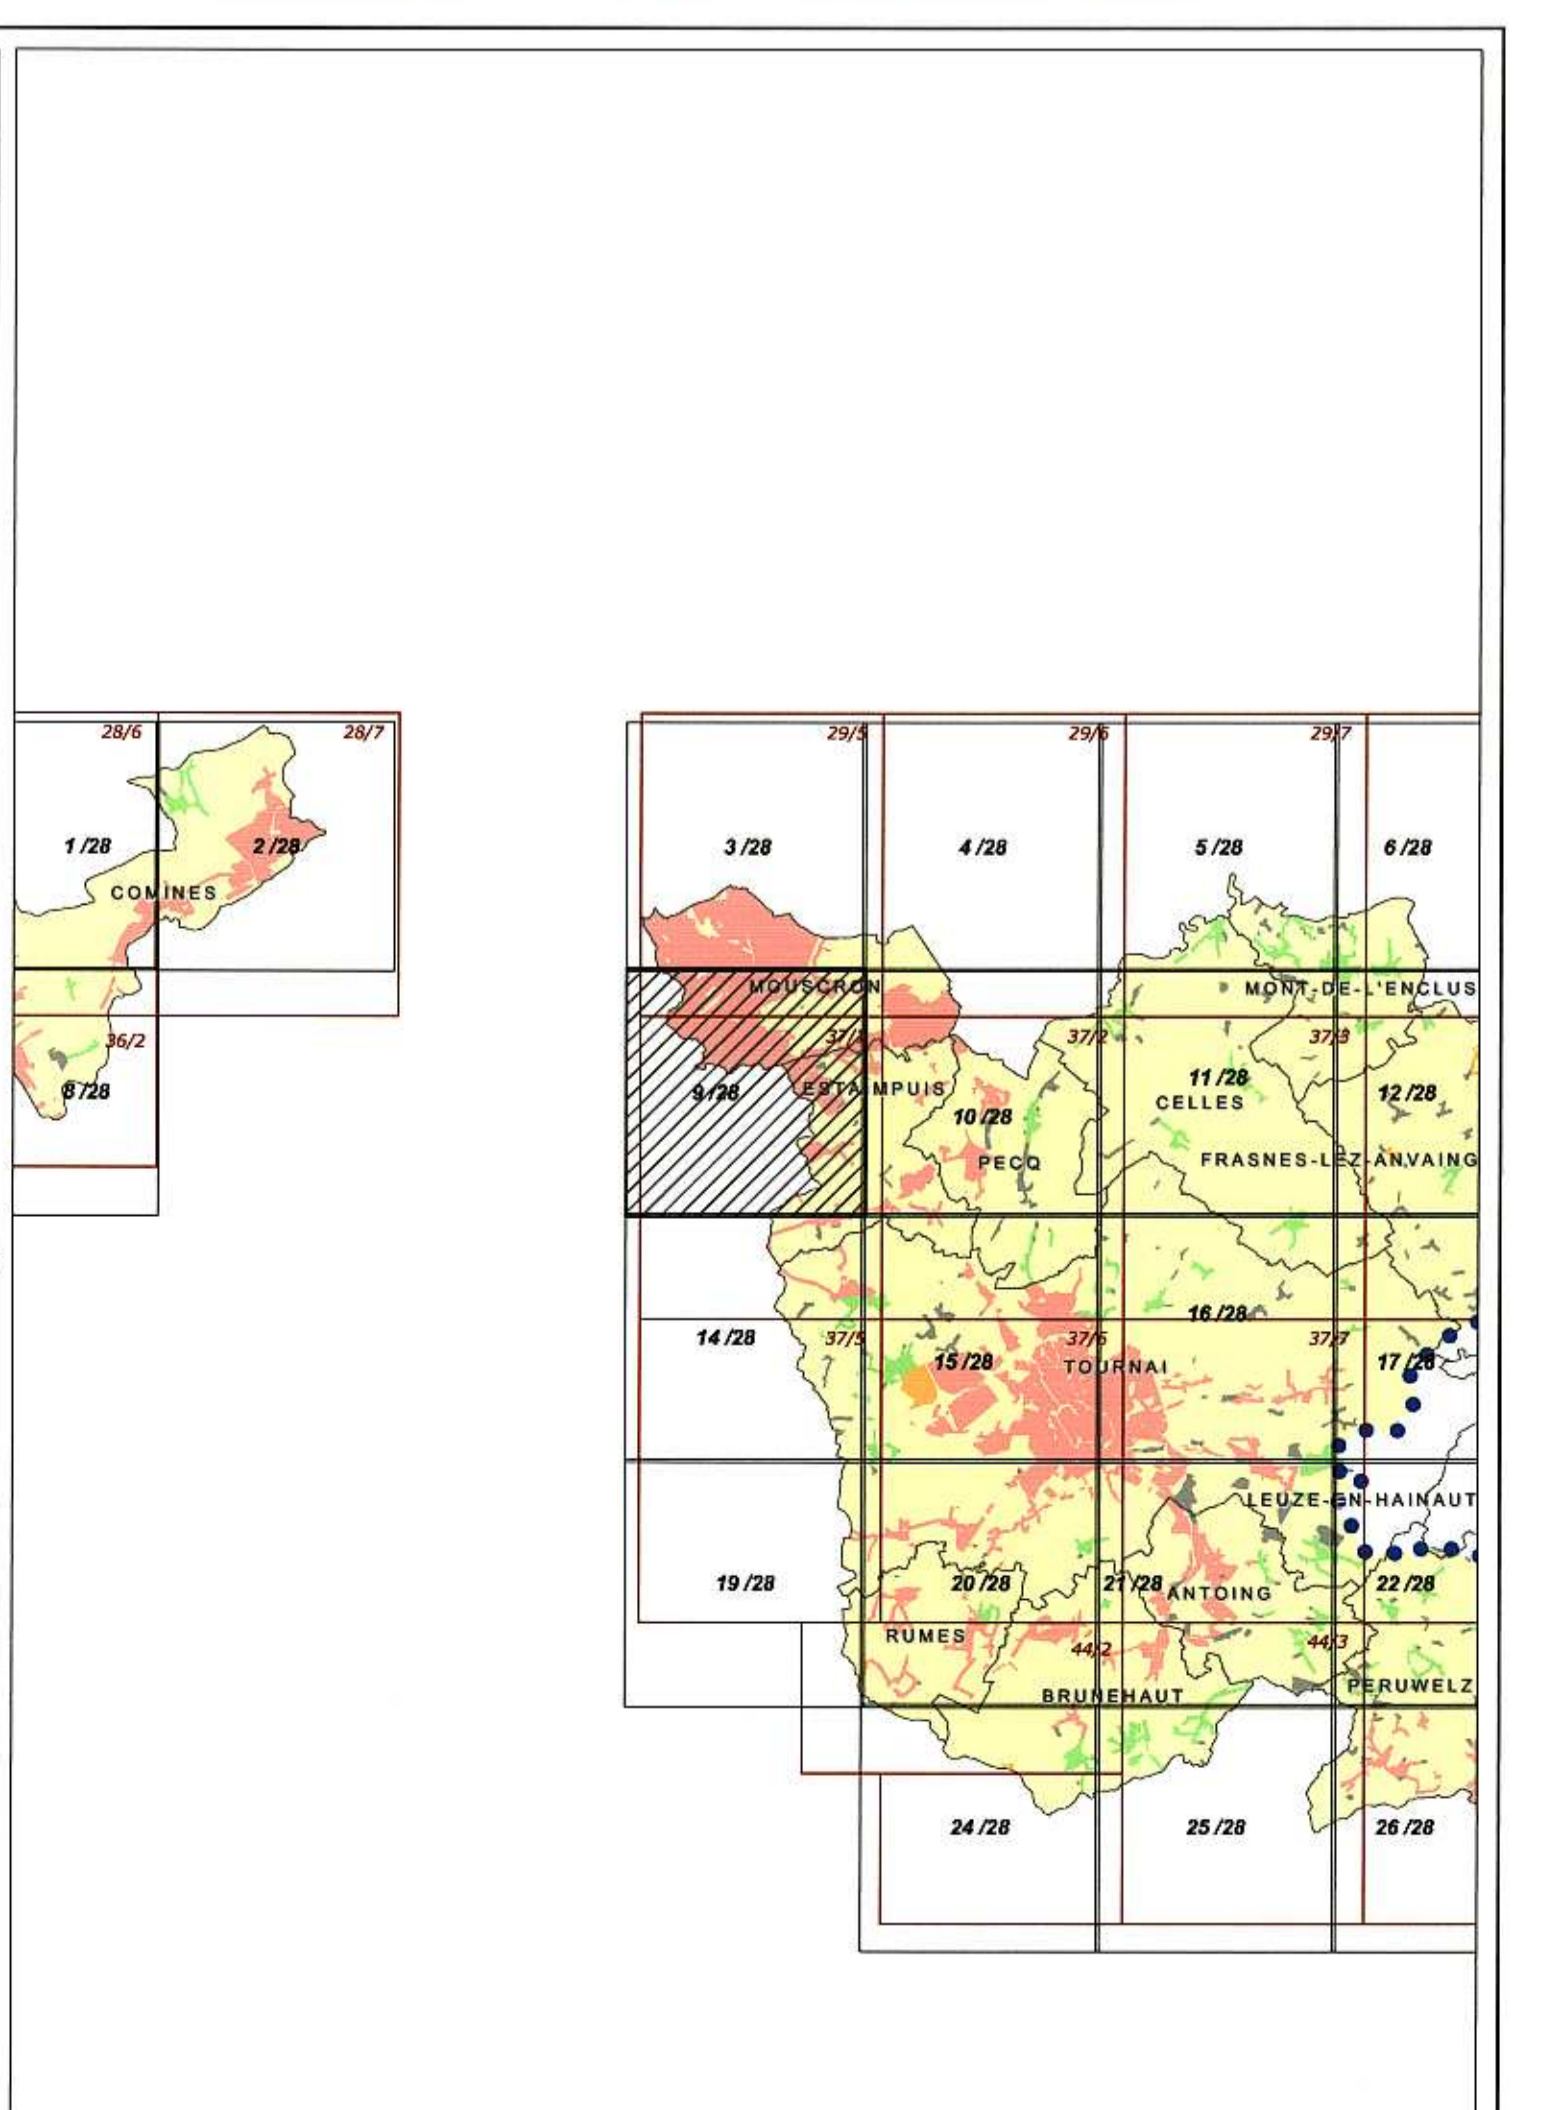 28/6
28/7
29/5
29/6
29/7
1 /28
2 /28
3 /28
4 /28
5 /28
6 /28
COMINES
MOUSCRON
MONT-DE-L'ENCLUS
36/2
37/1
37/2
37/3
8 /28
9 /28
ESTAIMPUIS
10 /28
11 /28
CELLES
12 /28
PECQ
FRASNES-LEZ-ANVAING
16 /28
14 /28
37/5
37/6
37/7
15 /28
TOURNAI
17 /28
LEUZE-EN-HAINAUT
19 /28
20 /28
21 /28
ANTOING
22 /28
RUMES
44/2
44/3
BRUNEHAUT
PERUWELZ
24 /28
25 /28
26 /28